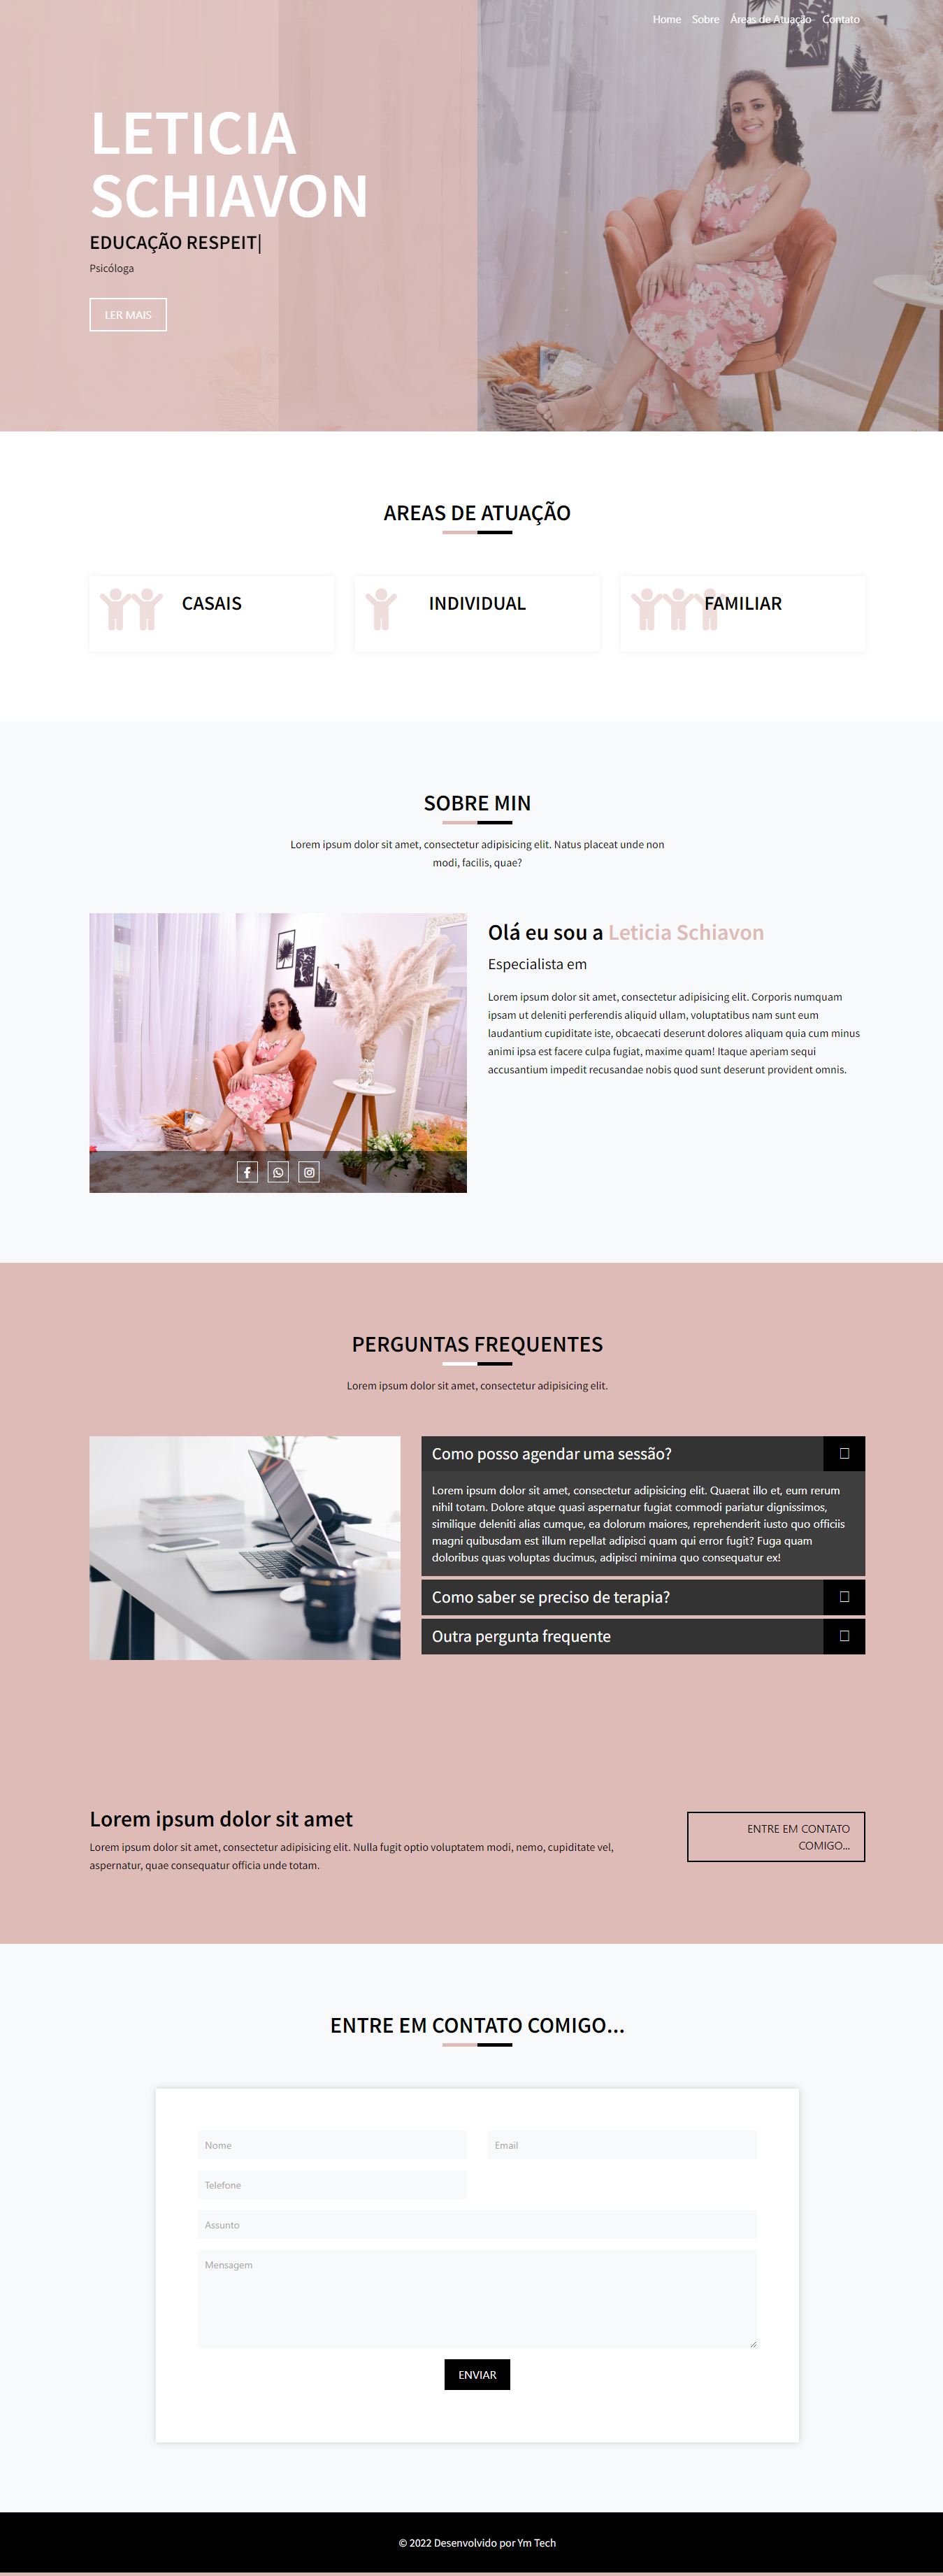 Home Sobre Áreas de Atuação Contato
LETICIA
SCHIAVON
EDUCAÇÃO RESPEIT|
Psicóloga
LER MAIS
AREAS DE ATUAÇÃO
CASAIS
INDIVIDUAL
FAMILIAR
SOBRE MIN
Lorem ipsum dolor sit amet, consectetur adipisicing elit. Natus placeat unde non
modi, facilis, quae?
Olá eu sou a Leticia Schiavon
Especialista em
Lorem ipsum dolor sit amet, consectetur adipisicing elit. Corporis numquam
ipsam ut deleniti perferendis aliquid ullam, voluptatibus nam sunt eum
laudantium cupiditate iste, obcaecati deserunt dolores aliquam quia cum minus
animi ipsa est facere culpa fugiat, maxime quam! Itaque aperiam sequi
accusantium impedit recusandae nobis quod sunt deserunt provident omnis.
PERGUNTAS FREQUENTES
Lorem ipsum dolor sit amet, consectetur adipisicing elit.
Como posso agendar uma sessão?
Lorem ipsum dolor sit amet, consectetur adipisicing elit. Quaerat illo et, eum rerum
nihil totam. Dolore atque quasi aspernatur fugiat commodi pariatur dignissimos,
similique deleniti alias cumque, ea dolorum maiores, reprehenderit iusto quo officiis
magni quibusdam est illum repellat adipisci quam qui error fugit? Fuga quam
doloribus quas voluptas ducimus, adipisci minima quo consequatur ex!
Como saber se preciso de terapia?
Outra pergunta frequente
Lorem ipsum dolor sit amet
Lorem ipsum dolor sit amet, consectetur adipisicing elit. Nulla fugit optio voluptatem modi, nemo, cupiditate vel,
aspernatur, quae consequatur officia unde totam.
ENTRE EM CONTATO
COMIGO...
ENTRE EM CONTATO COMIGO...
Nome
Email
Telefone
Assunto
Mensagem
ENVIAR
© 2022 Desenvolvido por Ym Tech